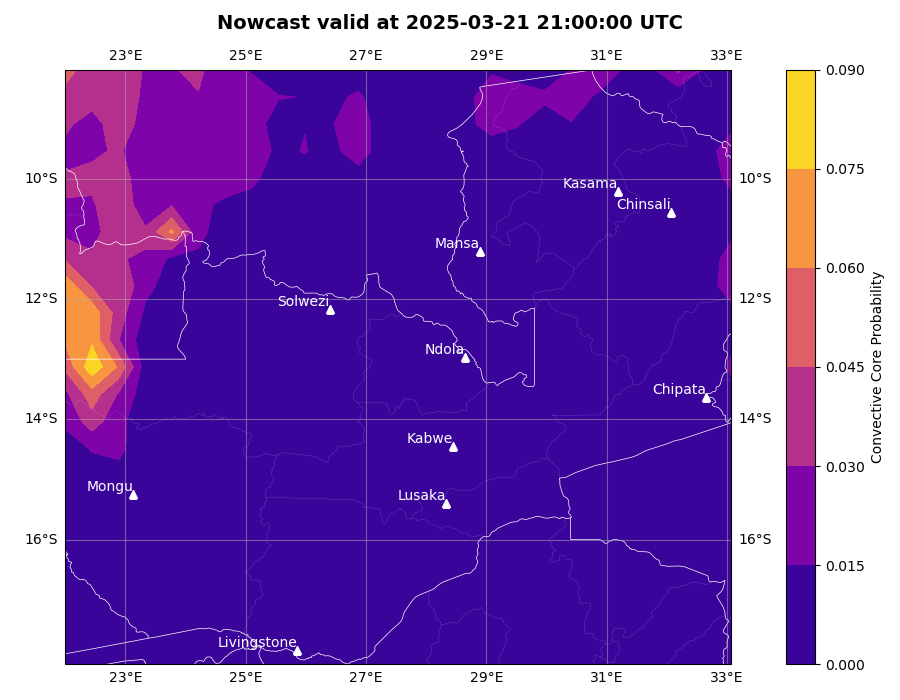 Nowcast valid at 2025-03-21 21:00:00 UTC
23°E 25°E 27°E 29°E 31°E 33°E
0.090
0.075
10°S 10°S
Kasama
Chinsali
Mansa
0.060
12°S 12°S
Solwezi
Ndola
0.045
Chipata
14°S 14°S
Kabwe
0.030
Mongu
Lusaka
16°S 16°S
0.015
Livingstone
0.000
23°E 25°E 27°E 29°E 31°E 33°E
Convective Core Probability